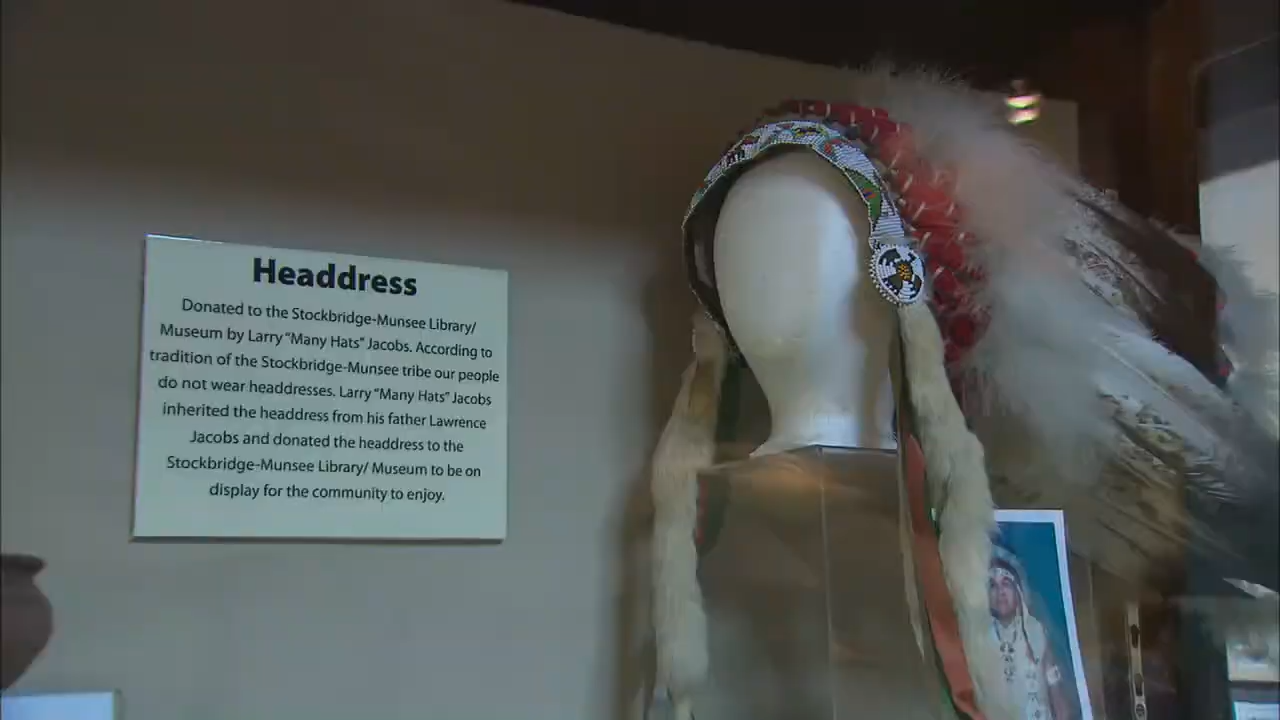 Headdress
Donated to the Stockbridge-Munsee Library/
Museum by Larry "Many Hats" Jacobs. According to
tradition of the Stockbridge-Munsee tribe our people
do not wear headdresses. Larry "Many Hats" Jacobs
inherited the headdress from his father Lawrence
Jacobs and donated the headdress to the
Stockbridge-Munsee Library/ Museum to be on
display for the community to enjoy.